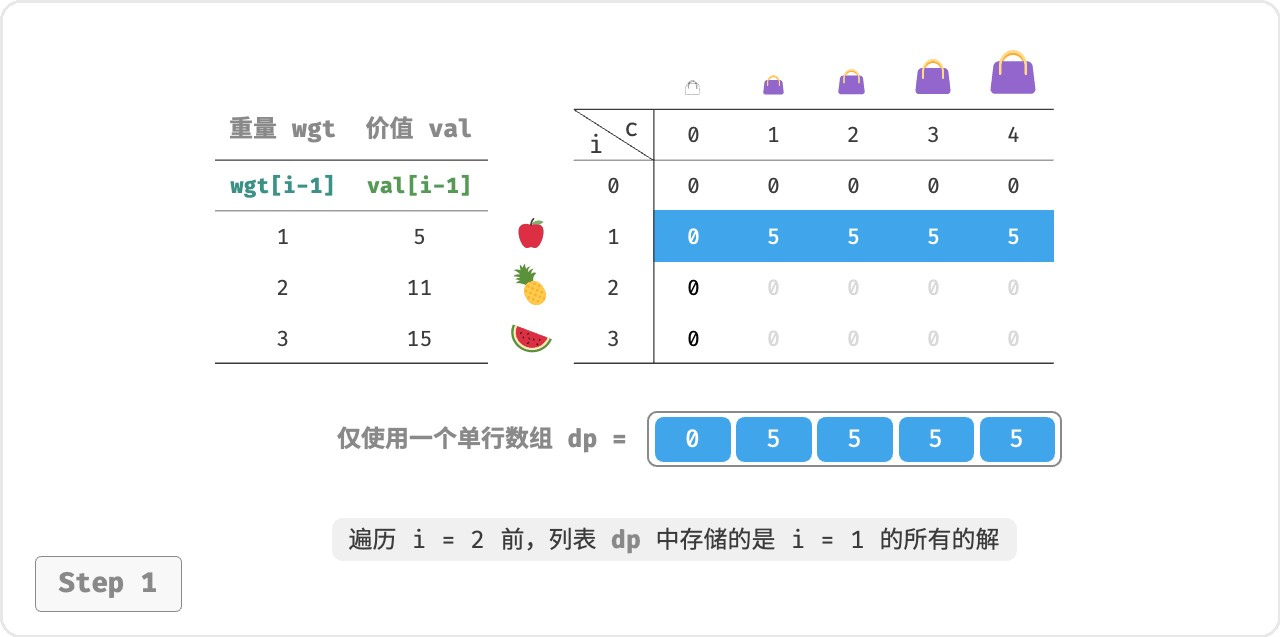 重量 wgt 价值 val
wgt[i-1] val[i-1]
1 5
2 11
3 15
c
i
0 1 2 3 4
0 0 0 0 0 0
1 0 5 5 5 5
2 0 0 0 0 0
3 0 0 0 0 0
仅使用一个单行数组 dp = 0 5 5 5 5
遍历 i = 2 前，列表 dp 中存储的是 i = 1 的所有的解
Step 1